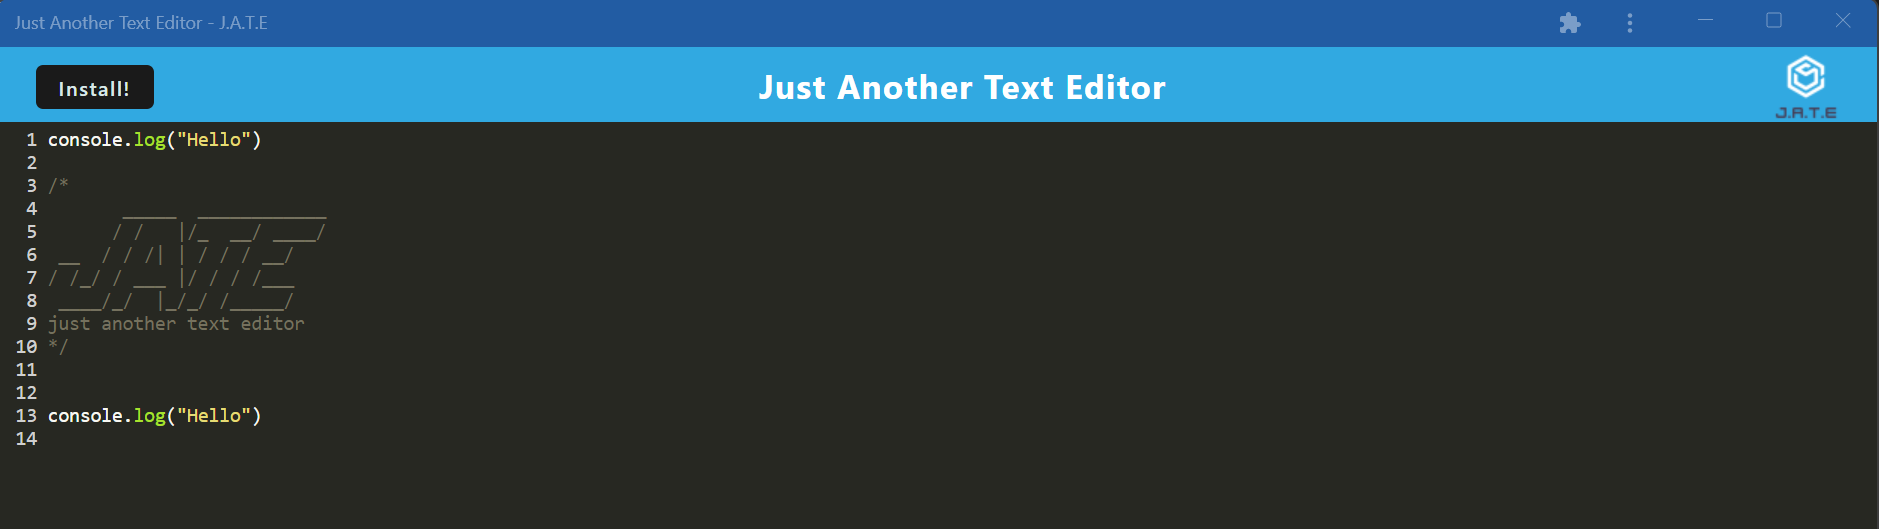 Just Another Text Editor - J.A.T.E
Install!
Just Another Text Editor
J.A.T.E
1 console.log("Hello")
2
3 /*
4        _____  ____________
5       / /   |/_  __/ ____/
6  __  / / /| | / / / __/
7 / /_/ / ___ |/ / / /___
8  ____/_/  |_/_/ /_____/
9 just another text editor
10 */
11
12
13 console.log("Hello")
14